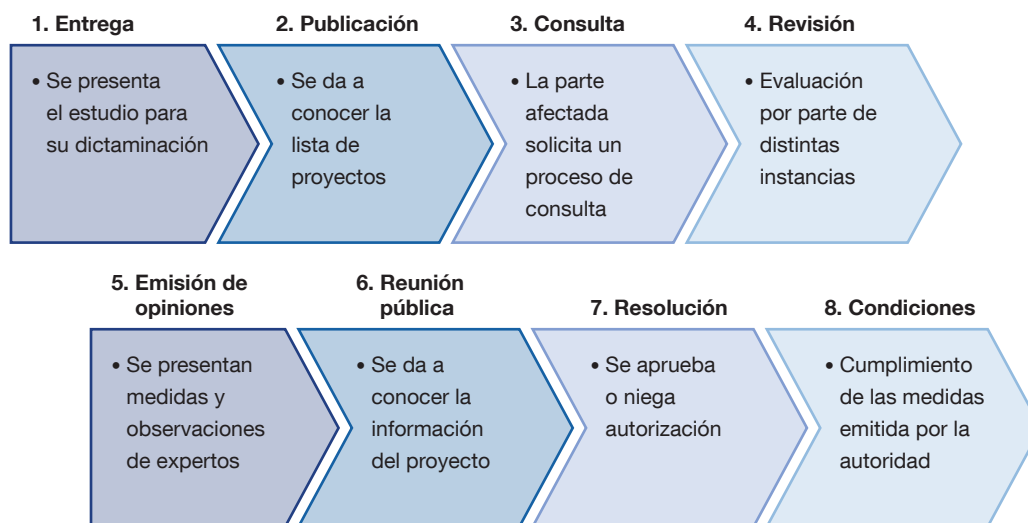 1. Entrega
• Se presenta
el estudio para
su dictaminación
2. Publicación
• Se da a
conocer la
lista de
proyectos
3. Consulta
• La parte
afectada
solicita un
proceso de
consulta
4. Revisión
• Evaluación
por parte de
distintas
instancias
5. Emisión de
opiniones
• Se presentan
medidas y
observaciones
de expertos
6. Reunión
pública
• Se da a
conocer la
información
del proyecto
7. Resolución
• Se aprueba
o niega
autorización
8. Condiciones
• Cumplimiento
de las medidas
emitida por la
autoridad